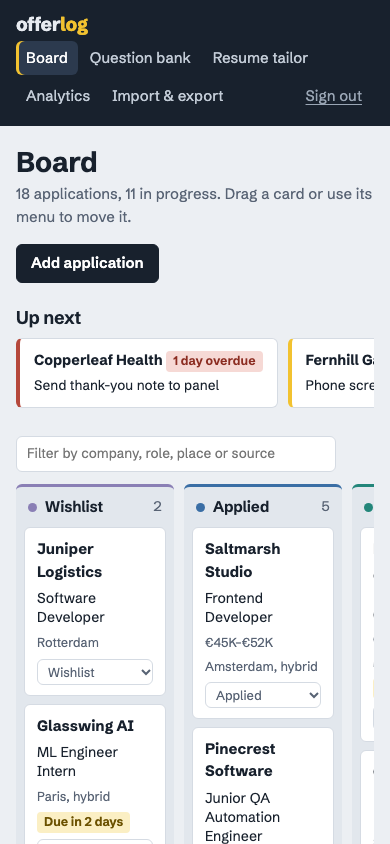 offerlog
Board Question bank Resume tailor
Analytics Import & export Sign out
Board
18 applications, 11 in progress. Drag a card or use its
menu to move it.
Add application
Up next
Copperleaf Health 1 day overdue
Send thank-you note to panel
Fernhill
Phone
Filter by company, role, place or source
Wishlist 2
Juniper
Logistics
Software
Developer
Rotterdam
Wishlist
Glasswing AI
ML Engineer
Intern
Paris, hybrid
Due in 2 days
Applied 5
Saltmarsh
Studio
Frontend
Developer
€45K–€52K
Amsterdam, hybrid
Applied
Pinecrest
Software
Junior QA
Automation
Engineer